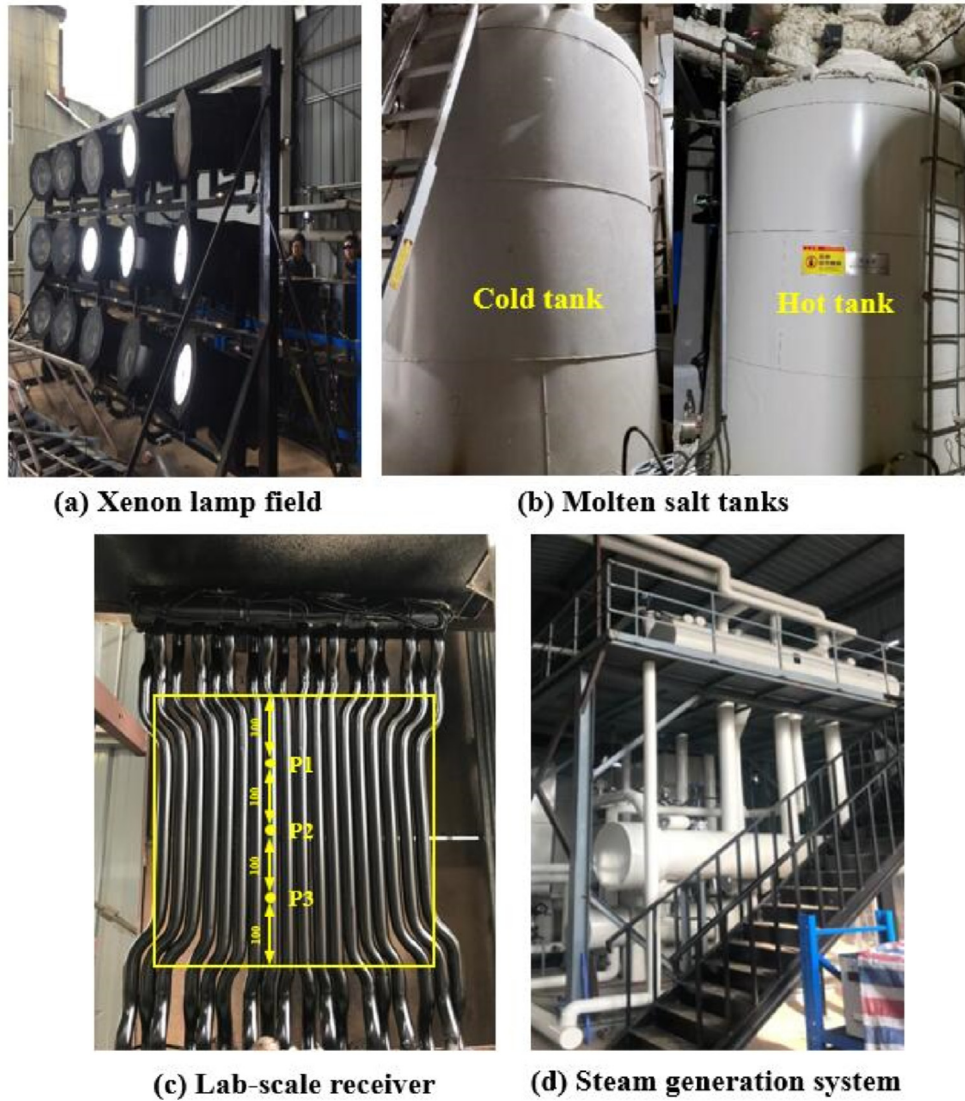 Cold tank
Hot tank
(a) Xenon lamp field
(b) Molten salt tanks
100
P1
100
P2
100
P3
100
(c) Lab-scale receiver
(d) Steam generation system